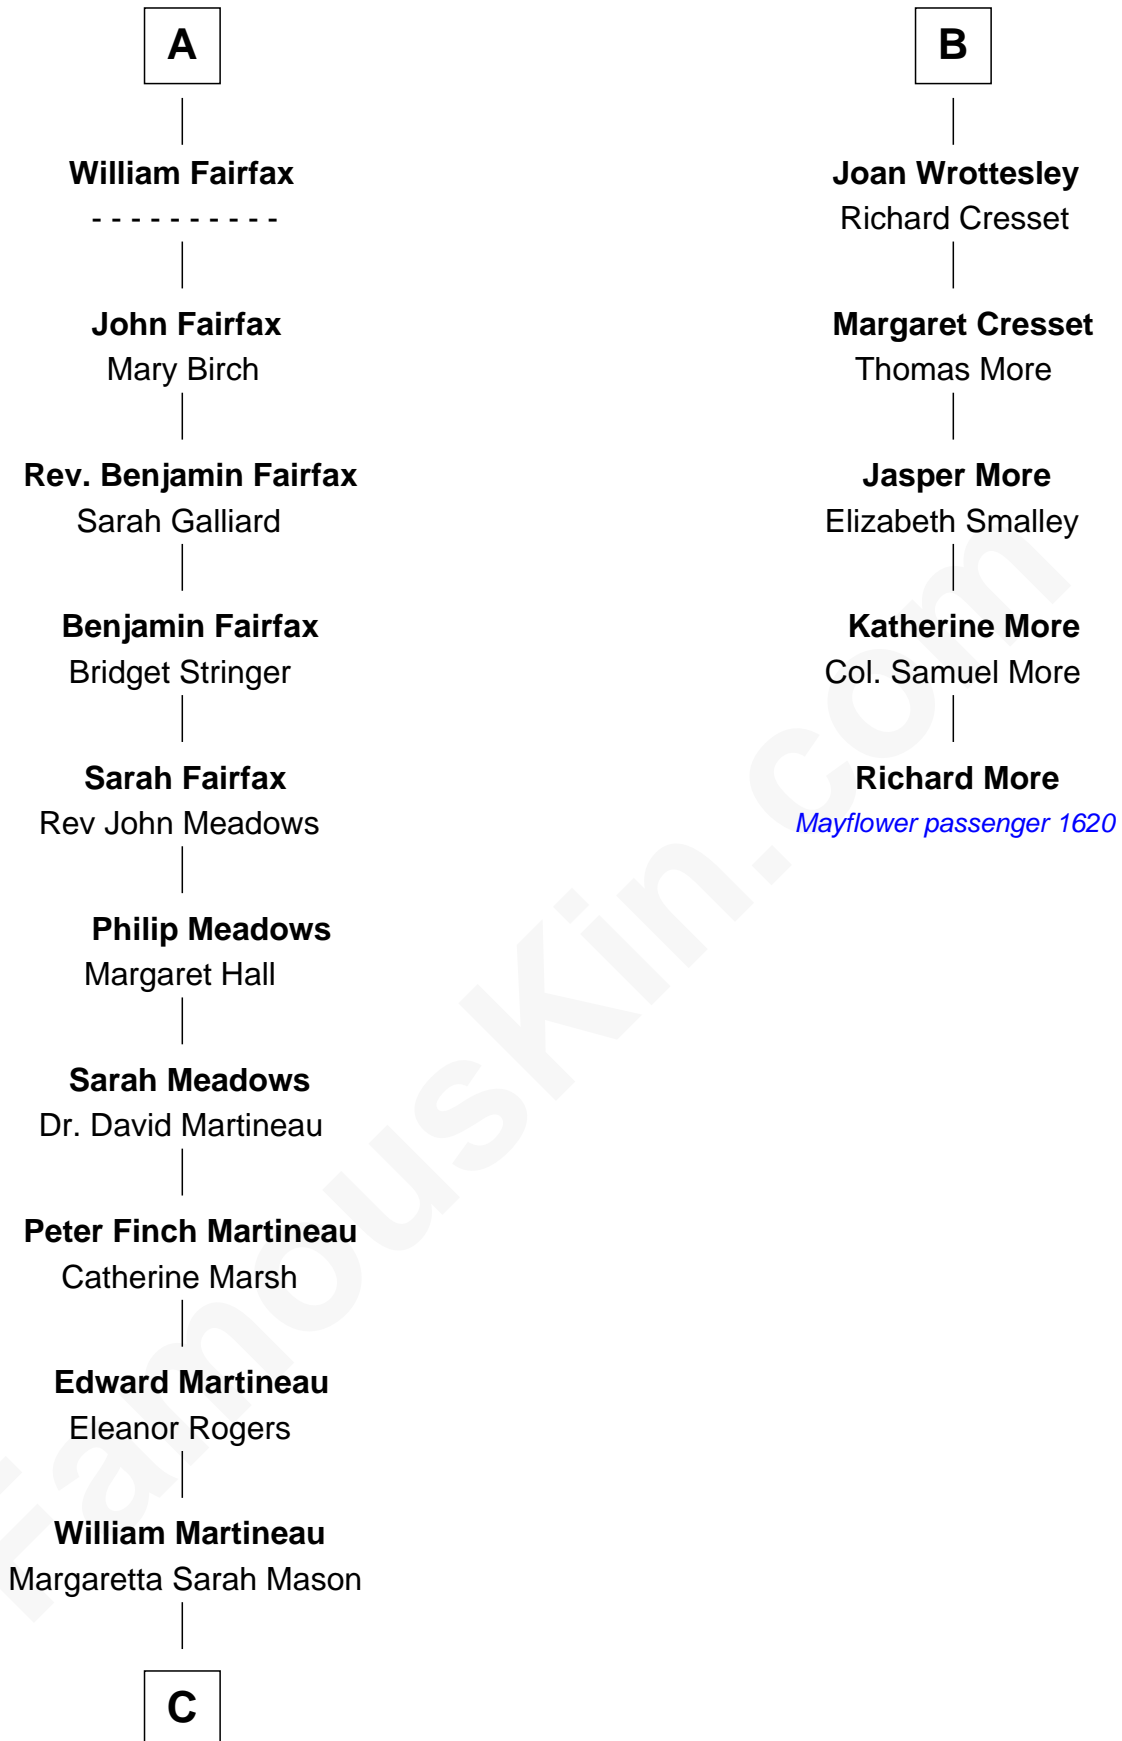 A
William Fairfax
- - - - - - - - - -
John Fairfax
Mary Birch
Rev. Benjamin Fairfax
Sarah Galliard
Benjamin Fairfax
Bridget Stringer
Sarah Fairfax
Rev John Meadows
Philip Meadows
Margaret Hall
Sarah Meadows
Dr. David Martineau
Peter Finch Martineau
Catherine Marsh
Edward Martineau
Eleanor Rogers
William Martineau
Margaretta Sarah Mason
C
B
Joan Wrottesley
Richard Cresset
Margaret Cresset
Thomas More
Jasper More
Elizabeth Smalley
Katherine More
Col. Samuel More
Richard More
Mayflower passenger 1620
FamousKin.com